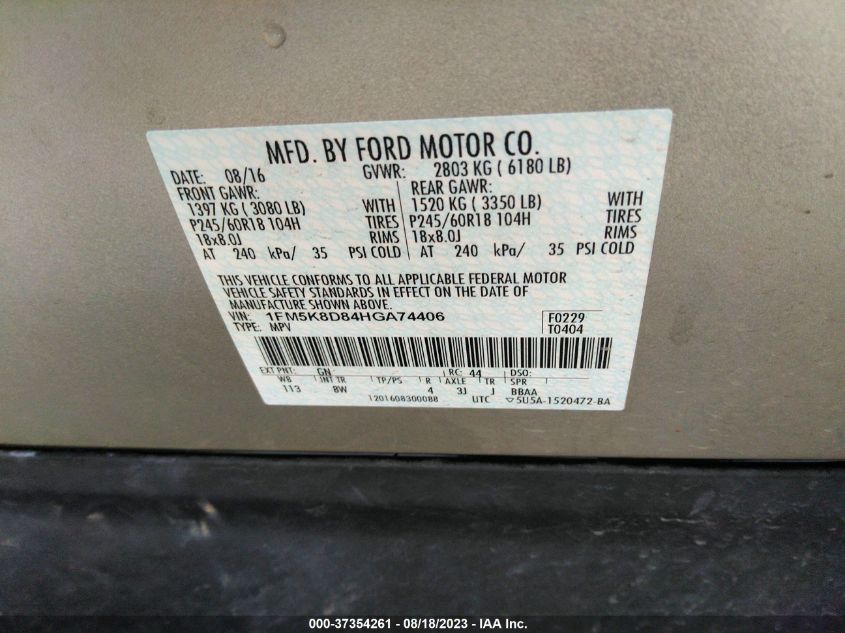 MFD. BY FORD MOTOR CO.
DATE: 08/16 GVWR: 2803 KG ( 6180 LB)
FRONT GAWR: REAR GAWR:
1397 KG ( 3080 LB) WITH 1520 KG ( 3350 LB) WITH
P245/60R18 104H TIRES P245/60R18 104H TIRES
18x8.0J RIMS 18x8.0J RIMS
AT 240 kPa/ 35 PSI COLD AT 240 kPa/ 35 PSI COLD
THIS VEHICLE CONFORMS TO ALL APPLICABLE FEDERAL MOTOR
VEHICLE SAFETY STANDARDS IN EFFECT ON THE DATE OF
MANUFACTURE SHOWN ABOVE.
VIN: 1FM5K8D84HGA74406 F0229
TYPE: MPV T0404
EXT PNT: GN RC: 44 DSO:
WB INT TR TP/PS R AXLE TR SPR
113 8W 4 3J J BBAA
1201608300088 UTC ▽5U5A-1520472-BA
000-37354261 - 08/18/2023 - IAA Inc.